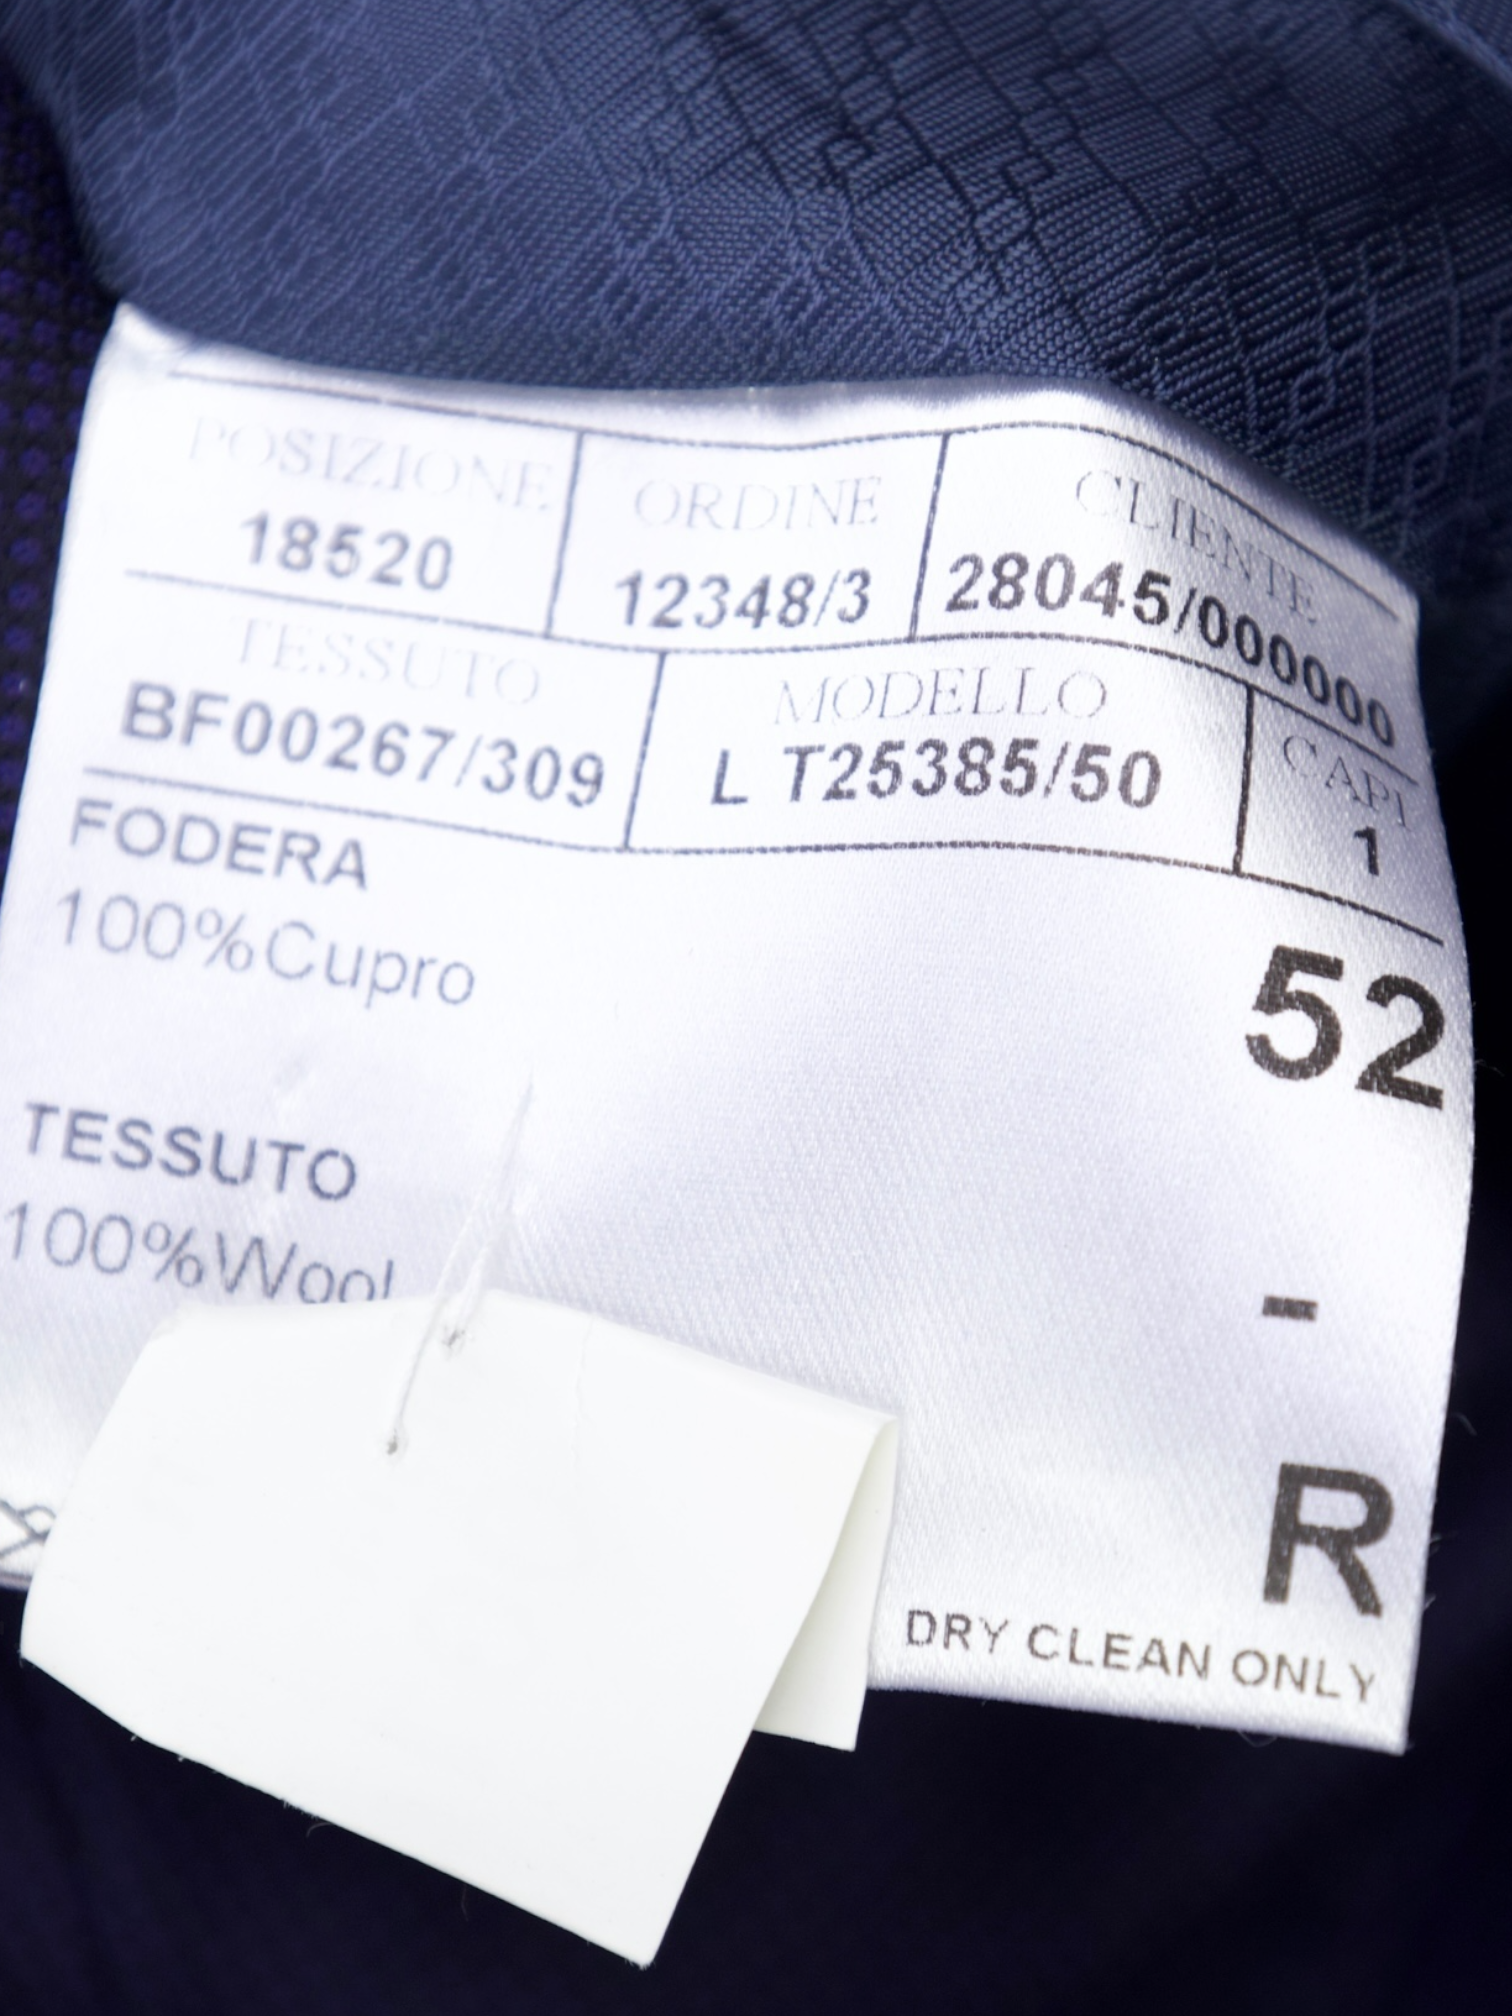 POSIZIONE ORDINE CLIENTE
18520 12348/3 28045/000000
TESSUTO MODELLO CAPI
BF00267/309 L T25385/50 1
FODERA
100%Cupro
52
TESSUTO
100%Wool
-
R
DRY CLEAN ONLY